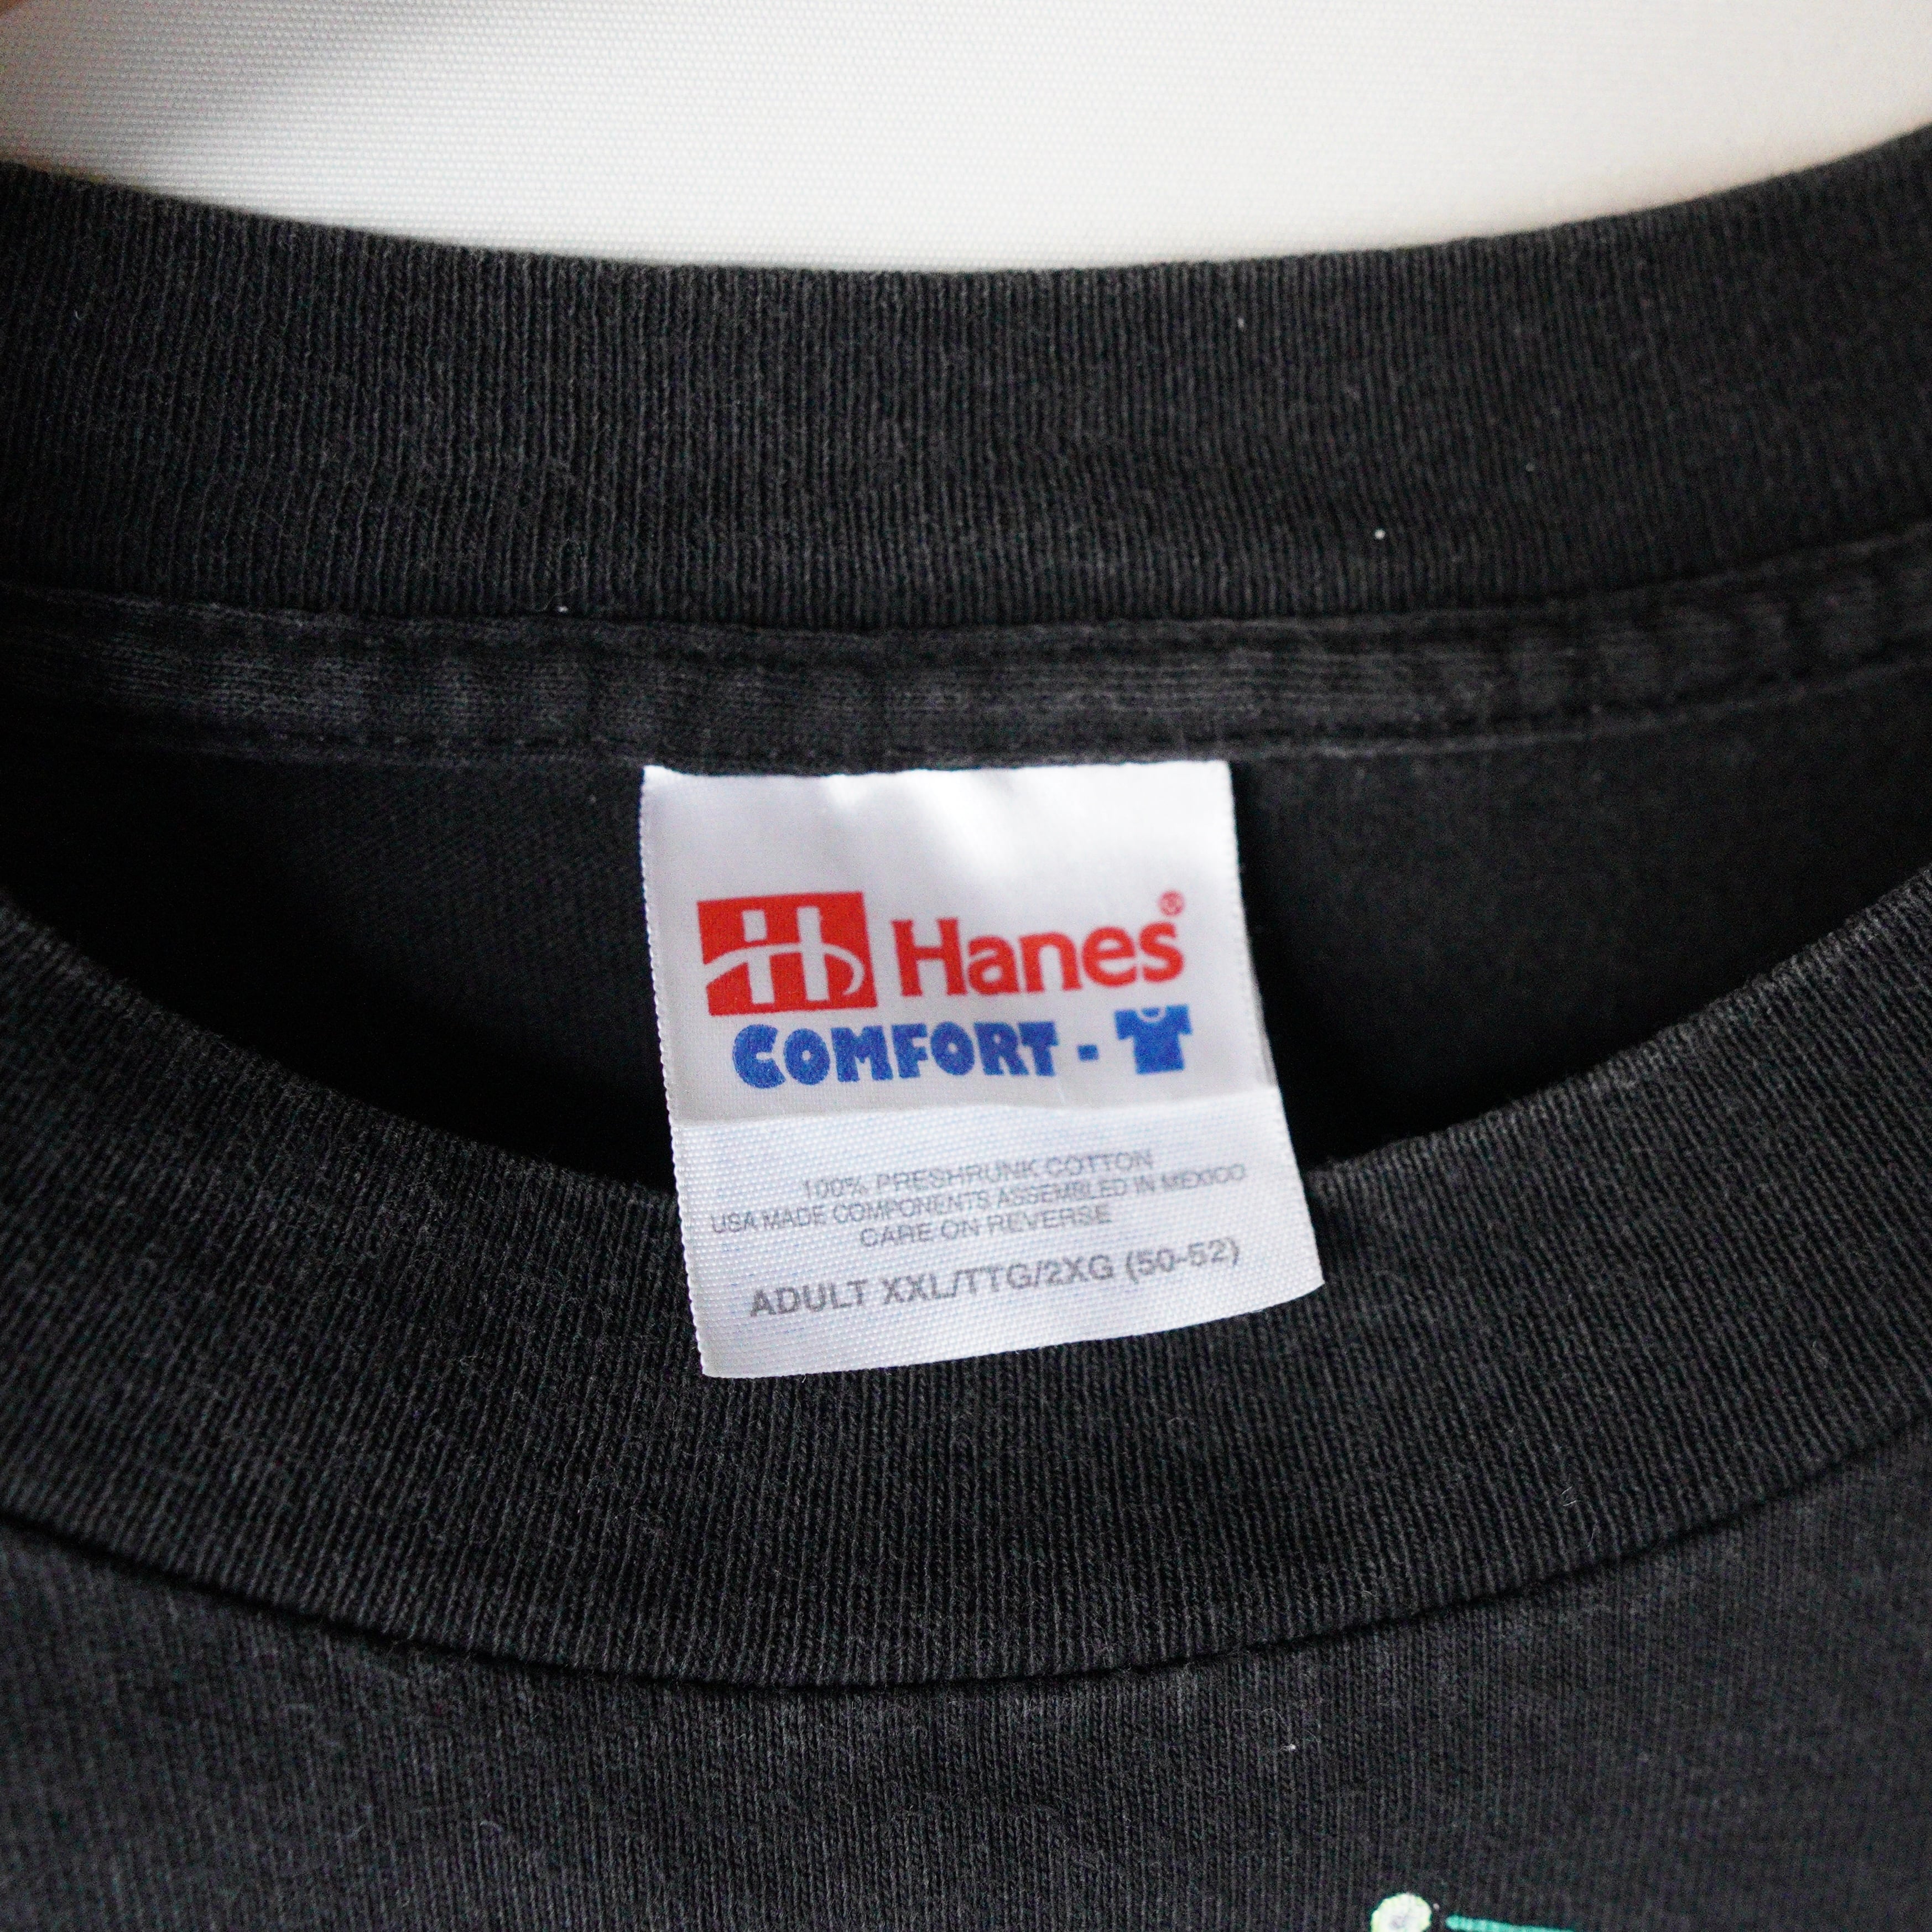 H Hanes®
COMFORT -
100% PRESHRUNK COTTON
USA MADE COMPONENTS ASSEMBLED IN MEXICO
CARE ON REVERSE
ADULT XXL/TTG/2XG (50-52)